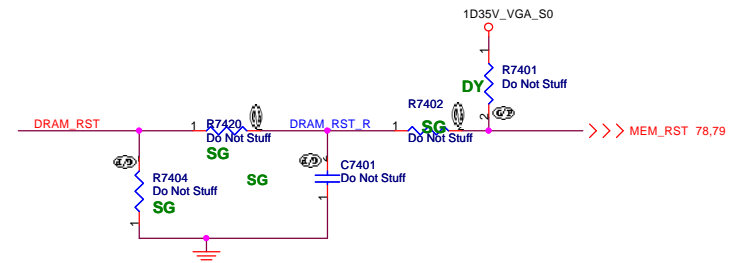 1D35V_VGA_S0
1
R7401
Do Not Stuff
DY
2
DRAM_RST
1
R7420
Do Not Stuff
SG
DRAM_RST_R
1
R7402
Do Not Stuff
SG
2
MEM_RST 78,79
R7404
Do Not Stuff
SG
1
SG
C7401
Do Not Stuff
1